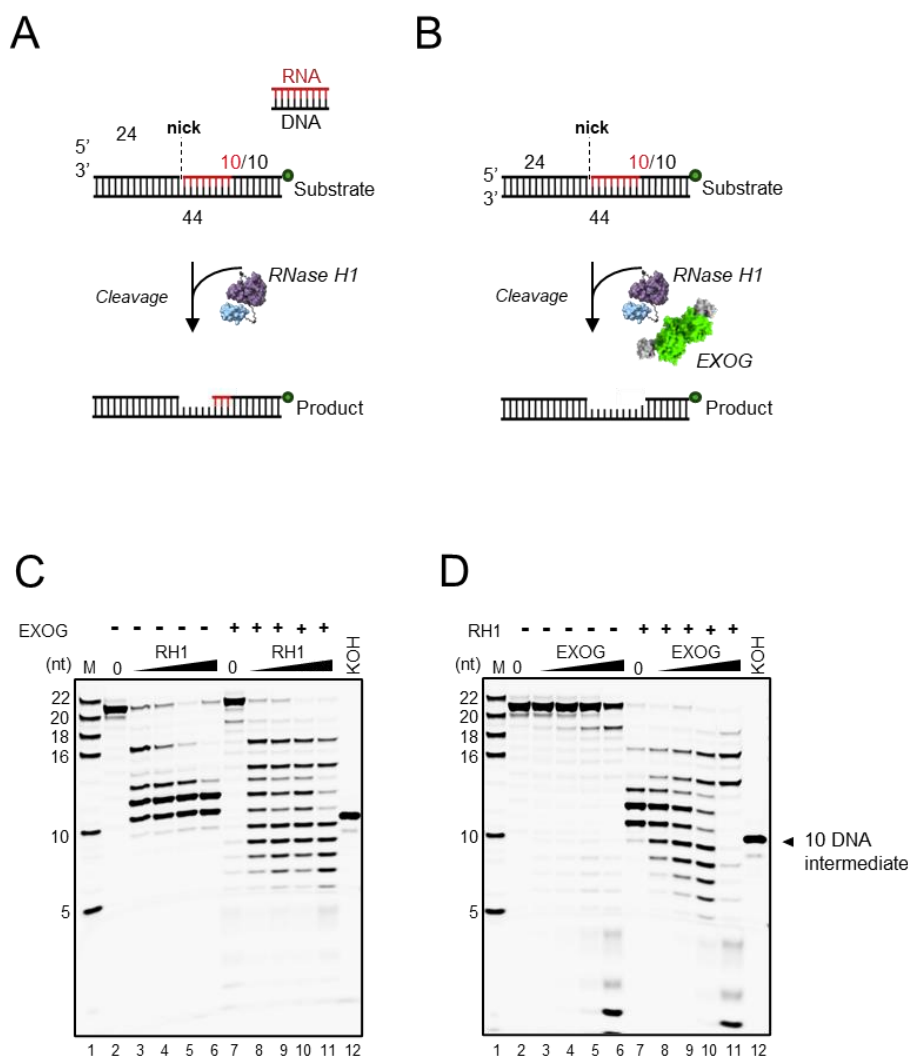 A
RNA
DNA
24
nick
5'
3'
10/10
Substrate
44
Cleavage
RNase H1
Product
B
nick
24
10/10
5'
3'
Substrate
44
Cleavage
RNase H1
EXOG
Product
C
EXOG - - - - - + + + + +
RH1 RH1 KOH
(nt) M 0 0
22
20
18
16
10
5
1 2 3 4 5 6 7 8 9 10 11 12
D
RH1 - - - - - + + + + +
EXOG EXOG KOH
(nt) M 0 0
22
20
18
16
10
5
10 DNA
intermediate
1 2 3 4 5 6 7 8 9 10 11 12